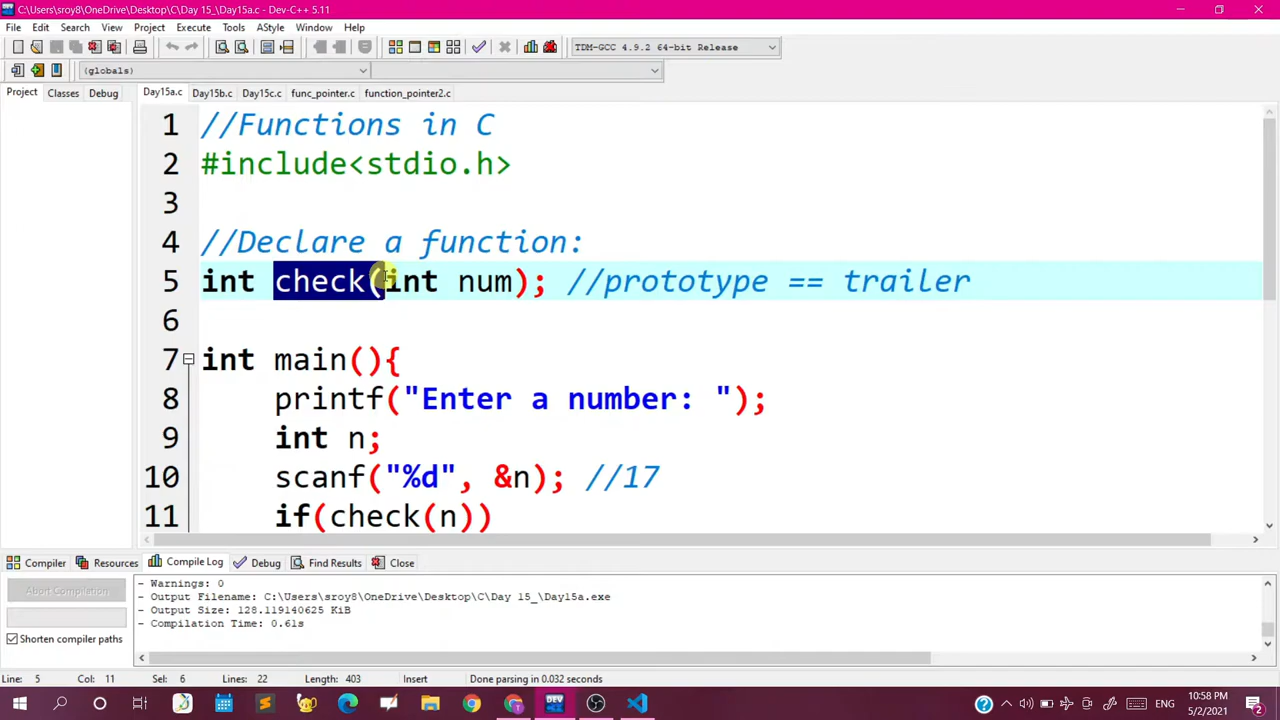 C:\Users\sroy8\OneDrive\Desktop\C\Day 15_\Day15a.c - Dev-C++ 5.11
File Edit Search View Project Execute Tools AStyle Window Help
TDM-GCC 4.9.2 64-bit Release
(globals)
Project Classes Debug Day15a.c Day15b.c Day15c.c func_pointer.c function_pointer2.c
1 //Functions in C
2 #include<stdio.h>
3
4 //Declare a function:
5 int check(int num); //prototype == trailer
6
7 int main(){
8 printf("Enter a number: ");
9 int n;
10 scanf("%d", &n); //17
11 if(check(n))
Compiler Resources Compile Log Debug Find Results Close
Abort Compilation
Shorten compiler paths
- Warnings: 0
- Output Filename: C:\Users\sroy8\OneDrive\Desktop\C\Day 15_\Day15a.exe
- Output Size: 128.119140625 KiB
- Compilation Time: 0.61s
Line: 5 Col: 11 Sel: 6 Lines: 22 Length: 403 Insert Done parsing in 0.032 seconds
DEV
ENG
10:58 PM
5/2/2021
2